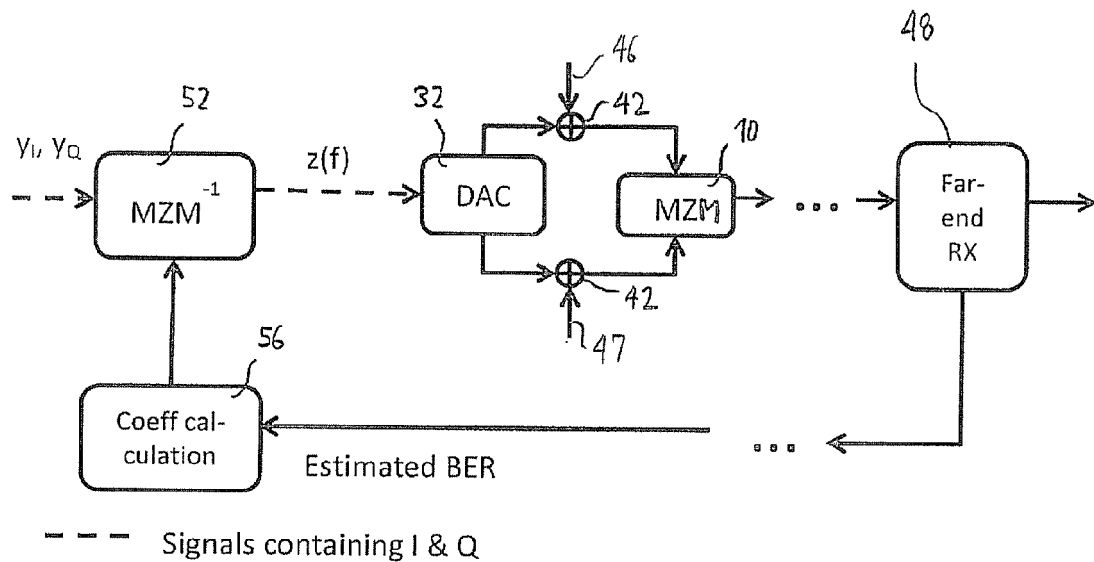 48
46
52
32
42
10
y_I, y_Q
MZM⁻¹
z(f)
DAC
MZM
...
Far-
end
RX
42
47
56
Coeff cal-
culation
Estimated BER
...
Signals containing I & Q